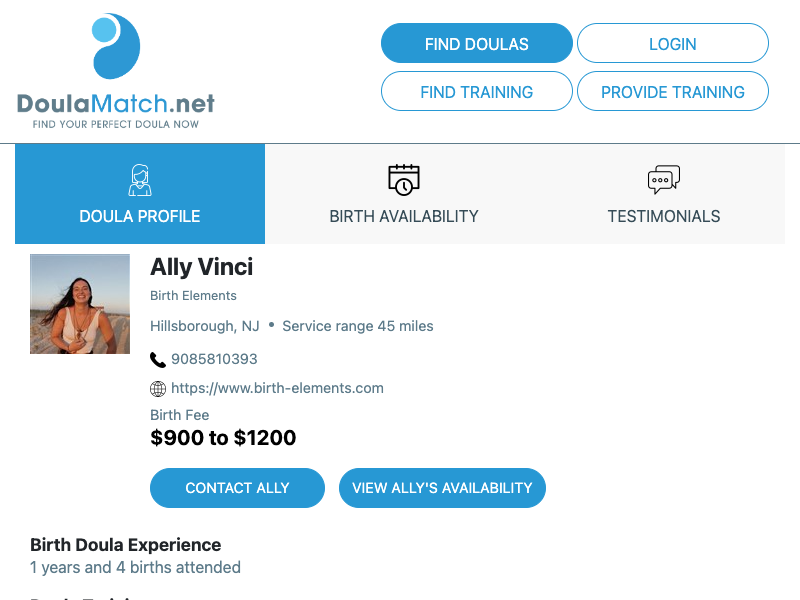 DoulaMatch.net
FIND YOUR PERFECT DOULA NOW
FIND DOULAS
LOGIN
FIND TRAINING
PROVIDE TRAINING
DOULA PROFILE
BIRTH AVAILABILITY
TESTIMONIALS
Ally Vinci
Birth Elements
Hillsborough, NJ • Service range 45 miles
9085810393
https://www.birth-elements.com
Birth Fee
$900 to $1200
CONTACT ALLY
VIEW ALLY'S AVAILABILITY
Birth Doula Experience
1 years and 4 births attended